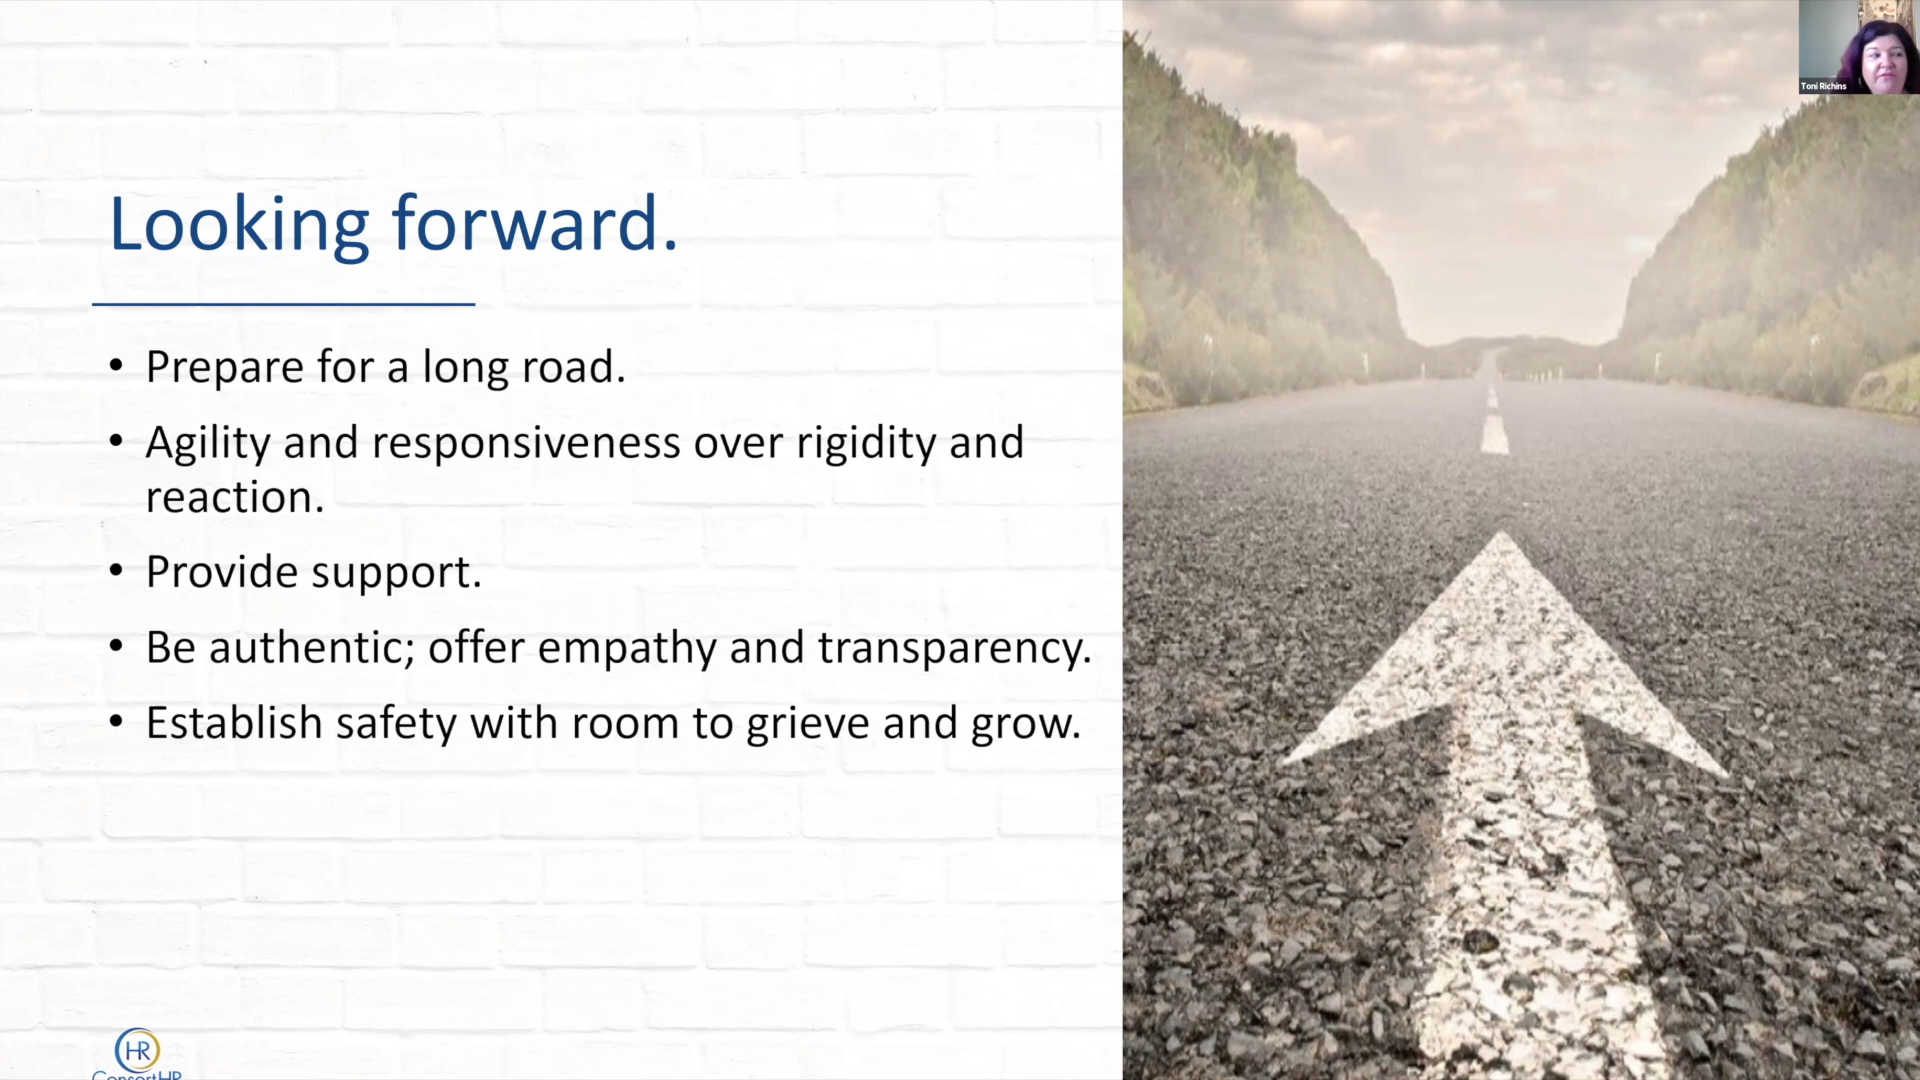 Toni Richins
Looking forward.
• Prepare for a long road.
• Agility and responsiveness over rigidity and
reaction.
• Provide support.
• Be authentic; offer empathy and transparency.
• Establish safety with room to grieve and grow.
HR
ConsortHR